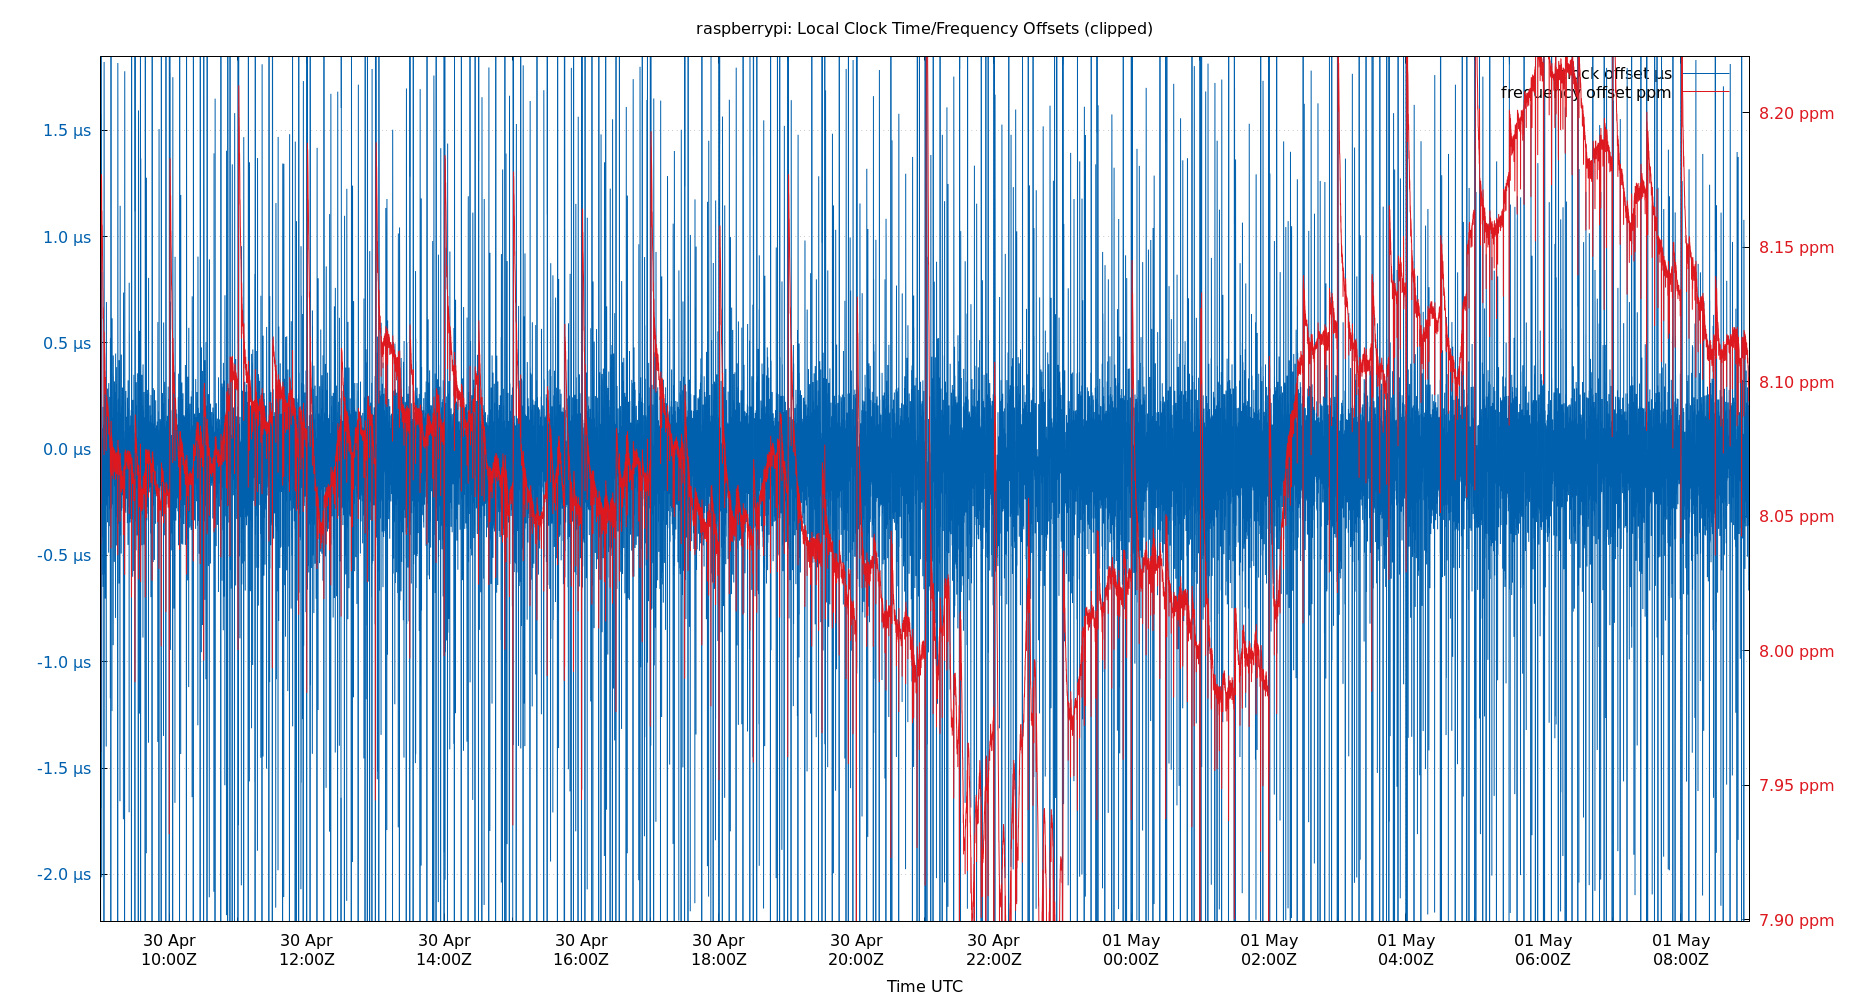 raspberrypi: Local Clock Time/Frequency Offsets (clipped)
offset µs
frequency offset ppm
1.5 µs
1.0 µs
0.5 µs
0.0 µs
-0.5 µs
-1.0 µs
-1.5 µs
-2.0 µs
8.20 ppm
8.15 ppm
8.10 ppm
8.05 ppm
8.00 ppm
7.95 ppm
7.90 ppm
30 Apr 30 Apr 30 Apr 30 Apr 30 Apr 30 Apr 30 Apr 01 May 01 May 01 May 01 May 01 May
10:00Z 12:00Z 14:00Z 16:00Z 18:00Z 20:00Z 22:00Z 00:00Z 02:00Z 04:00Z 06:00Z 08:00Z
Time UTC